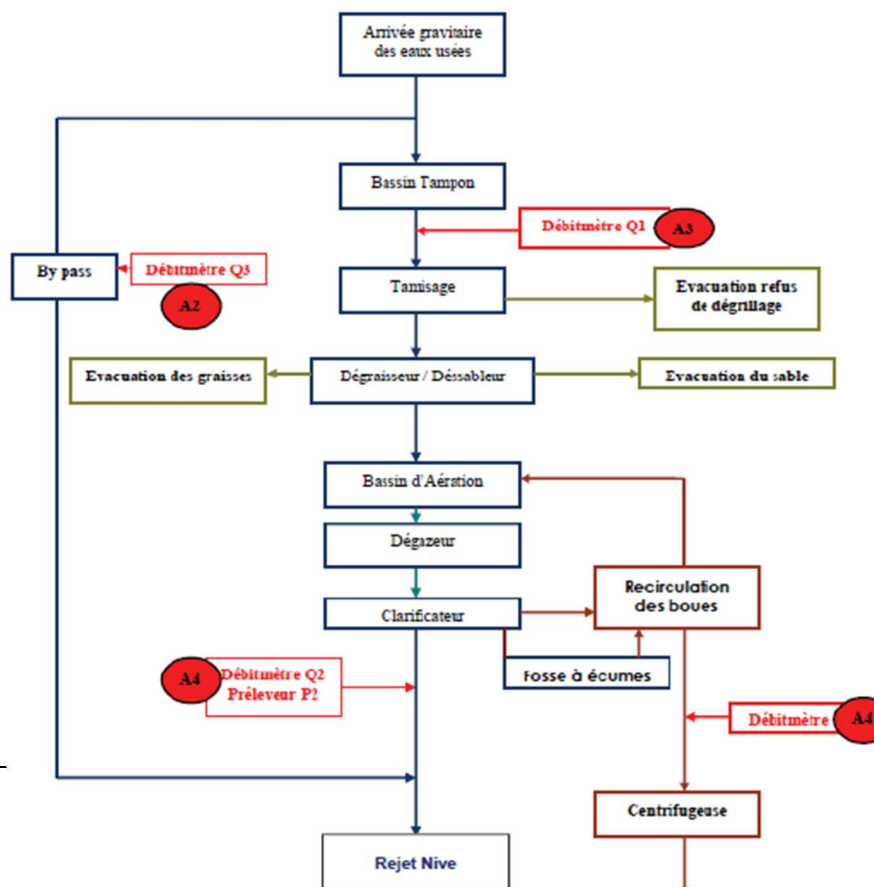 Arrivée gravitaire
des eaux usées
Bassin Tampon
Débitmètre Q1
A3
By pass
Débitmètre Q3
A2
Tamisage
Evacuation refus
de dégrillage
Evacuation des graisses
Dégraisseur / Déssableur
Evacuation du sable
Bassin d'Aération
Dégazeur
Clarificateur
Recirculation
des boues
Fosse à écumes
A4
Débitmètre Q2
Prèleveur P2
Débitmètre
A4
Centrifugeuse
Rejet Nive